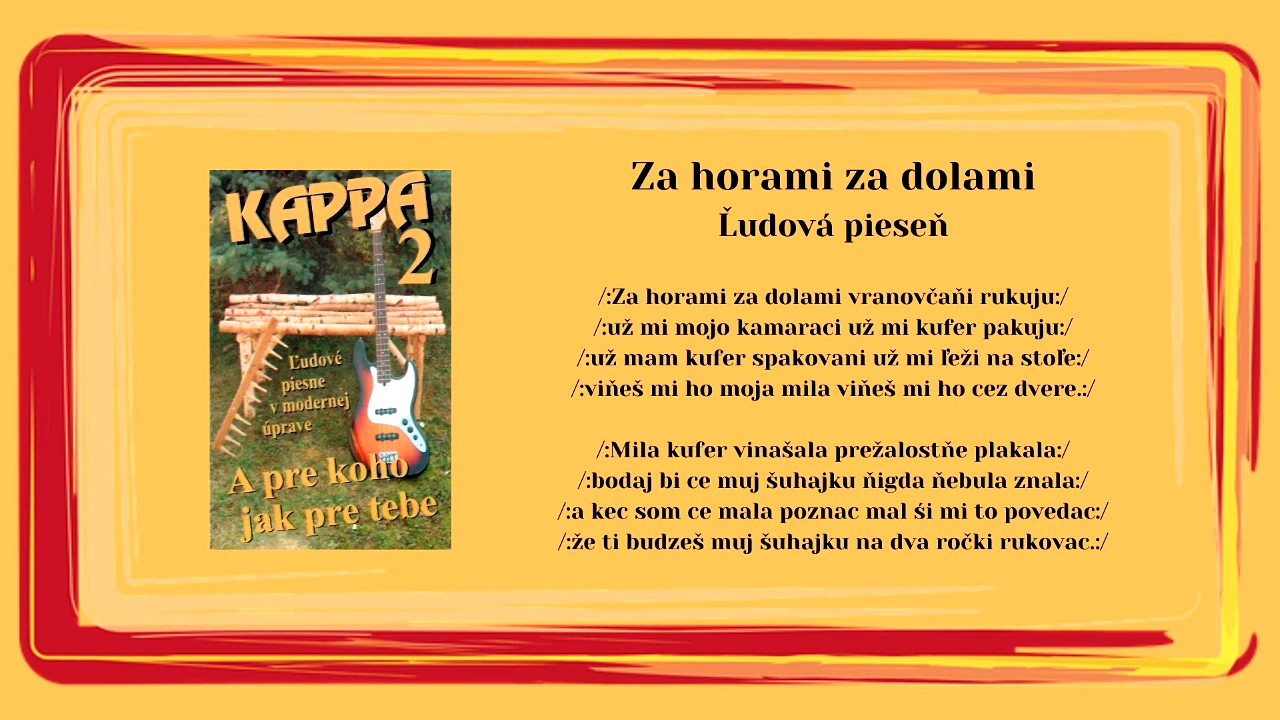 KAPPA
2
Ľudové
piesne
v modernej
úprave
A pre koho
jak pre tebe
Za horami za dolami
Ľudová pieseň
/:Za horami za dolami vranovčaňi rukuju:/
/:už mi mojo kamaraci už mi kufer pakuju:/
/:už mam kufer spakovani už mi ľeži na stoľe:/
/:viňeš mi ho moja mila viňeš mi ho cez dvere.:/
/:Mila kufer vinašala prežalostňe plakala:/
/:bodaj bi ce muj šuhajku ňigda ňebula znala:/
/:a kec som ce mala poznac mal śi mi to povedac:/
/:že ti budzeš muj šuhajku na dva ročki rukovac.:/